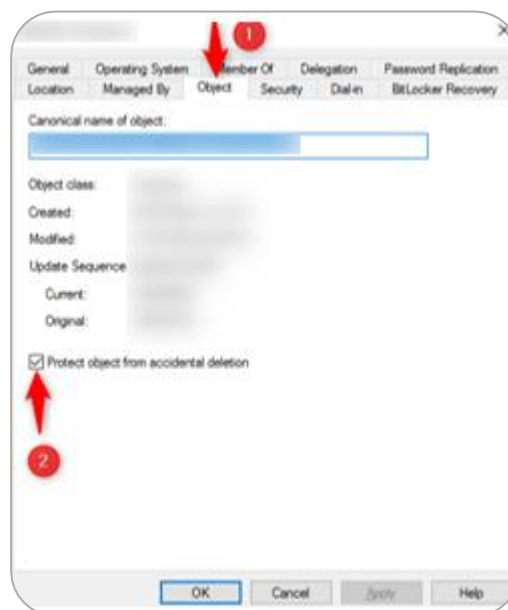 1
General Operating System Member Of Delegation Password Replication
Location Managed By Object Security Dial-in BitLocker Recovery
Canonical name of object:
Object class:
Created:
Modified:
Update Sequence
Current:
Original:
Protect object from accidental deletion
2
OK Cancel Apply Help